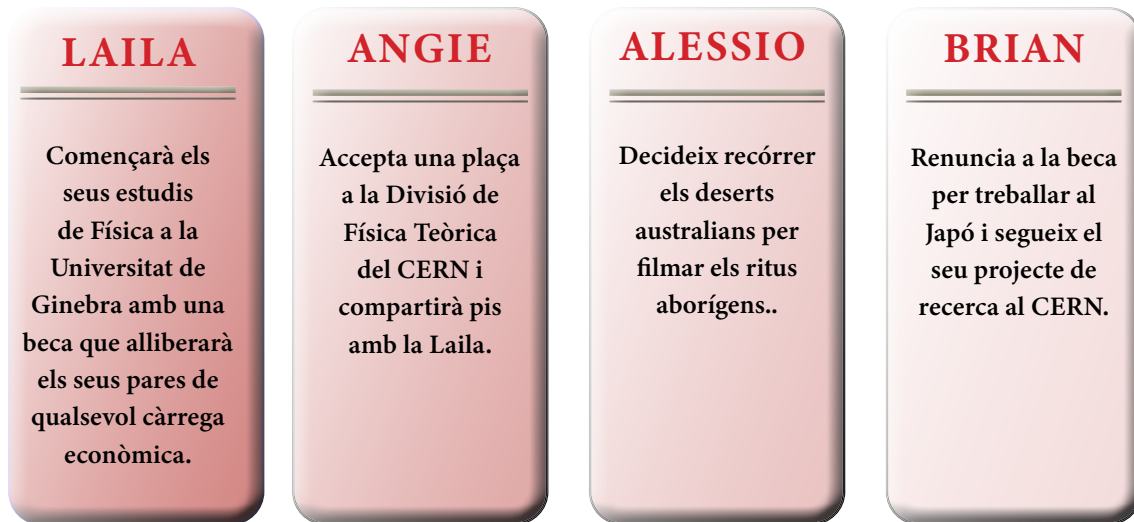 LAILA
Començarà els
seus estudis
de Física a la
Universitat de
Ginebra amb una
beca que alliberarà
els seus pares de
qualsevol càrrega
econòmica.
ANGIE
Accepta una plaça
a la Divisió de
Física Teòrica
del CERN i
compartirà pis
amb la Laila.
ALESSIO
Decideix recórrer
els deserts
australians per
filmar els ritus
aborígens..
BRIAN
Renuncia a la beca
per treballar al
Japó i segueix el
seu projecte de
recerca al CERN.